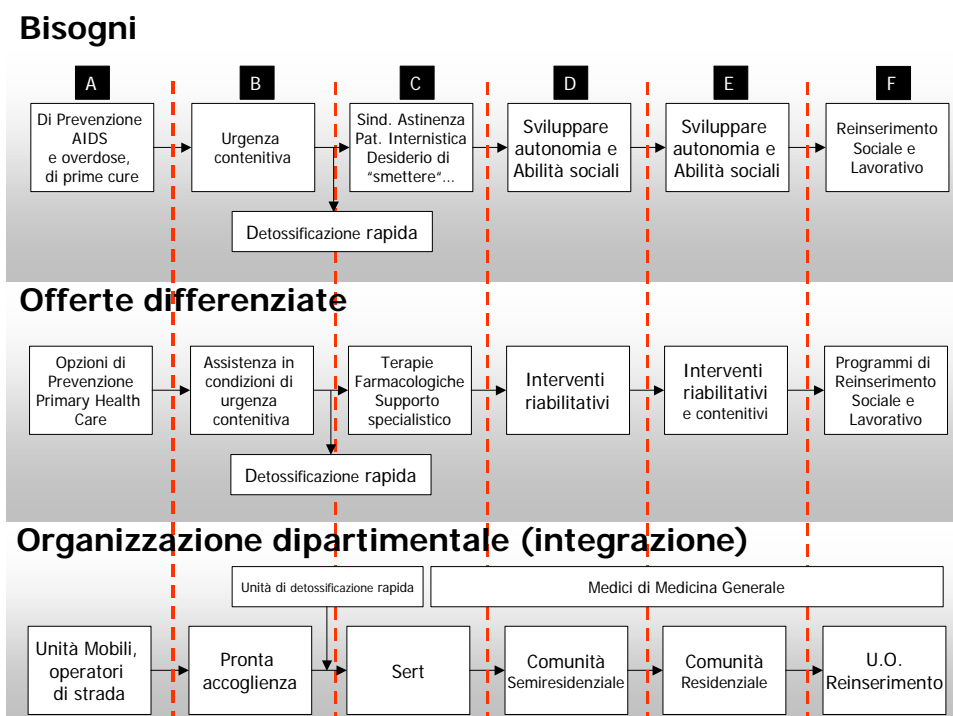 Bisogni
A
B
C
D
E
F
Di Prevenzione
AIDS
e overdose,
di prime cure
Urgenza
contenitiva
Sind. Astinenza
Pat. Internistica
Desiderio di
“smettere“...
Sviluppare
autonomia e
Abilità sociali
Sviluppare
autonomia e
Abilità sociali
Reinserimento
Sociale e
Lavorativo
Detossificazione rapida
Offerte differenziate
Opzioni di
Prevenzione
Primary Health
Care
Assistenza in
condizioni di
urgenza
contenitiva
Terapie
Farmacologiche
Supporto
specialistico
Interventi
riabilitativi
Interventi
riabilitativi
e contenitivi
Programmi di
Reinserimento
Sociale e
Lavorativo
Detossificazione rapida
Organizzazione dipartimentale (integrazione)
Unità di detossificazione rapida
Medici di Medicina Generale
Unità Mobili,
operatori
di strada
Pronta
accoglienza
Sert
Comunità
Semiresidenziale
Comunità
Residenziale
U.O.
Reinserimento